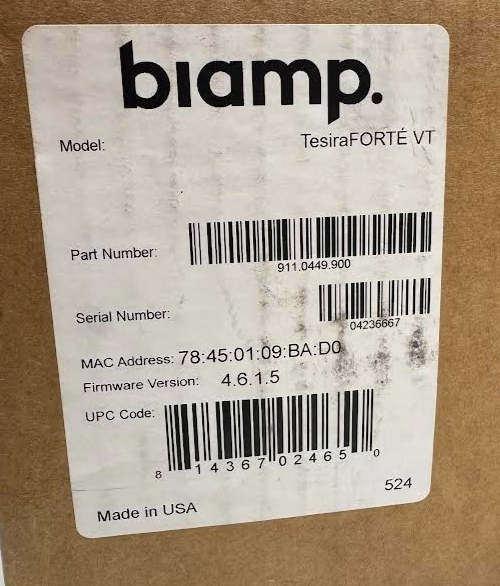 biamp.
Model: TesiraFORTÉ VT
Part Number:
911.0449.900
Serial Number:
04236667
MAC Address: 78:45:01:09:BA:D0
Firmware Version: 4.6.1.5
UPC Code:
8 14367 02465 0
524
Made in USA